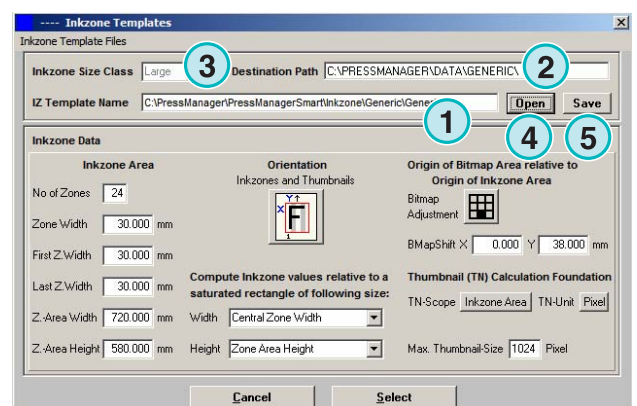 ---- Inkzone Templates
Inkzone Template Files
Inkzone Size Class Large 3 Destination Path C:\PRESSMANAGER\DATA\GENERIC\ 2
IZ Template Name C:\PressManager\PressManagerSmart\Inkzone\Generic\Gene 1 Open Save
4 5
Inkzone Data
Inkzone Area
No of Zones 24
Zone Width 30.000 mm
First Z.Width 30.000 mm
Last Z.Width 30.000 mm
Z.-Area Width 720.000 mm
Z.-Area Height 580.000 mm
Orientation
Inkzones and Thumbnails
Y
X F
1
Compute Inkzone values relative to a
saturated rectangle of following size:
Width Central Zone Width
Height Zone Area Height
Origin of Bitmap Area relative to
Origin of Inkzone Area
Bitmap
Adjustment
BMapShift X 0.000 Y 38.000 mm
Thumbnail (TN) Calculation Foundation
TN-Scope Inkzone Area TN-Unit Pixel
Max. Thumbnail-Size 1024 Pixel
Cancel Select